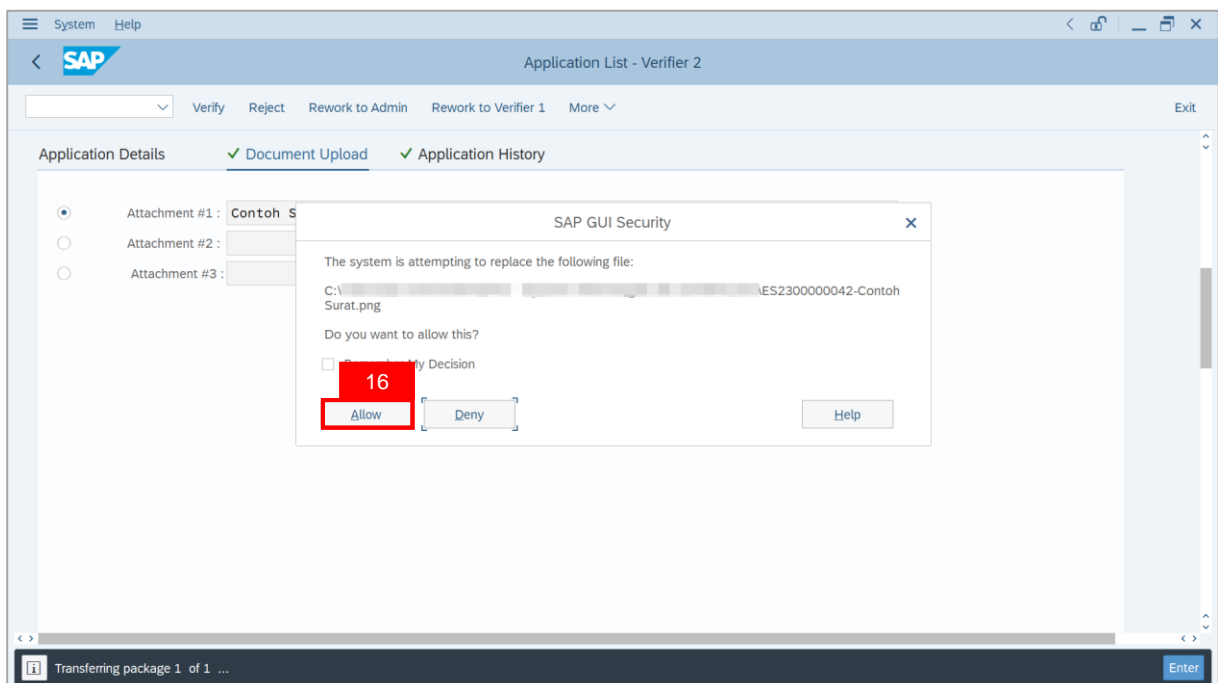 System Help
SAP Application List - Verifier 2
Verify Reject Rework to Admin Rework to Verifier 1 More Exit
Application Details Document Upload Application History
Attachment #1 : Contoh S
Attachment #2 :
Attachment #3 :
SAP GUI Security
The system is attempting to replace the following file:
C:\ \ES2300000042-Contoh
Surat.png
Do you want to allow this?
My Decision
16
Allow Deny Help
Transferring package 1 of 1 ... Enter